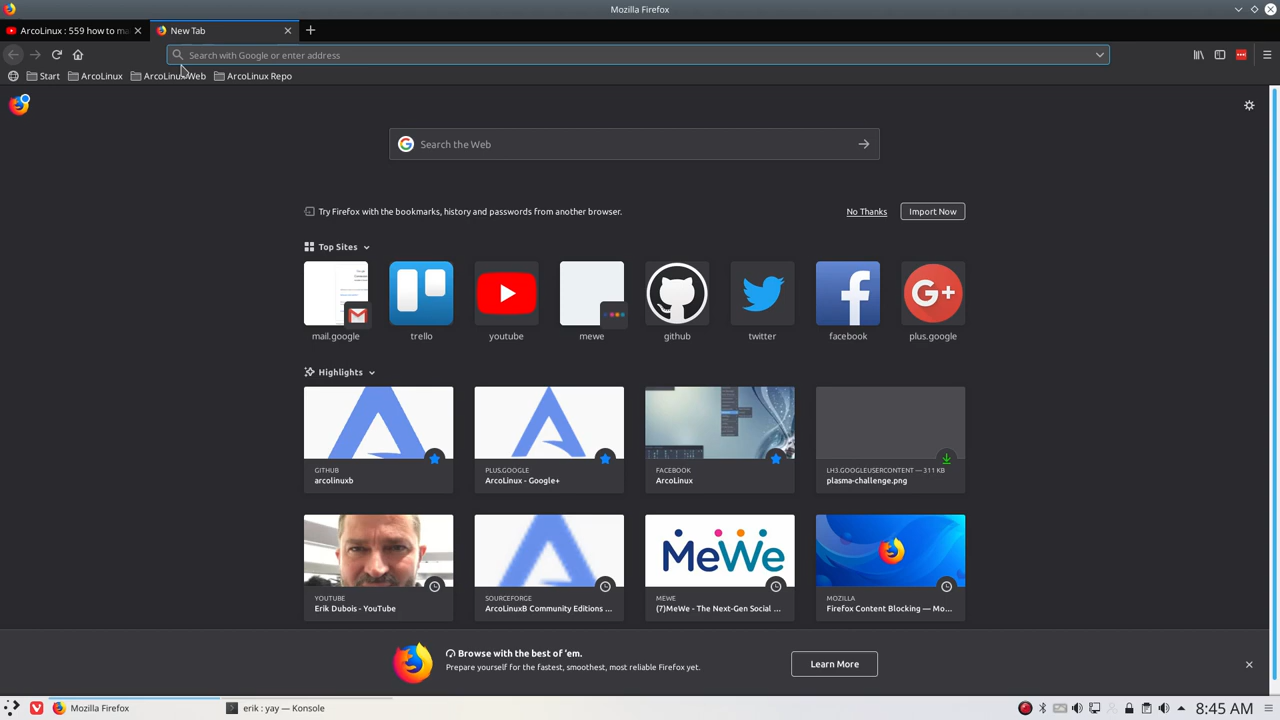 Mozilla Firefox
ArcoLinux : 559 how to ma
New Tab
Search with Google or enter address
Start
ArcoLinux
ArcoLinuxWeb
ArcoLinux Repo
Search the Web
Try Firefox with the bookmarks, history and passwords from another browser.
No Thanks
Import Now
Top Sites
mail.google
trello
youtube
mewe
github
twitter
facebook
plus.google
Highlights
GITHUB
arcolinuxb
PLUS.GOOGLE
ArcoLinux - Google+
FACEBOOK
ArcoLinux
LH3.GOOGLEUSERCONTENT — 311 KB
plasma-challenge.png
MeWe
YOUTUBE
Erik Dubois - YouTube
SOURCEFORGE
ArcoLinuxB Community Editions ...
MEWE
(7)MeWe - The Next-Gen Social ...
MOZILLA
Firefox Content Blocking — Mo...
Browse with the best of 'em.
Prepare yourself for the fastest, smoothest, most reliable Firefox yet.
Learn More
Mozilla Firefox
erik : yay — Konsole
8:45 AM